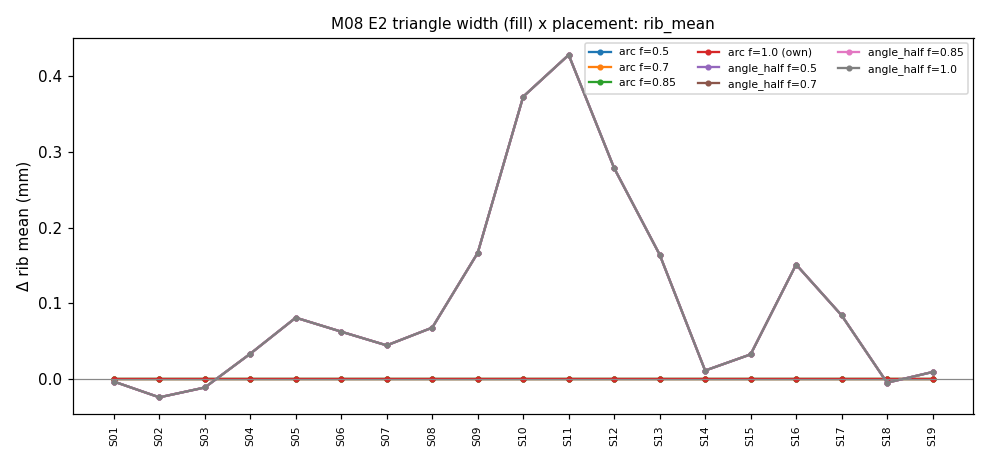 M08 E2 triangle width (fill) x placement: rib_mean
Δ rib mean (mm)
0.4
0.3
0.2
0.1
0.0
arc f=0.5
arc f=0.7
arc f=0.85
arc f=1.0 (own)
angle_half f=0.5
angle_half f=0.7
angle_half f=0.85
angle_half f=1.0
S01
S02
S03
S04
S05
S06
S07
S08
S09
S10
S11
S12
S13
S14
S15
S16
S17
S18
S19